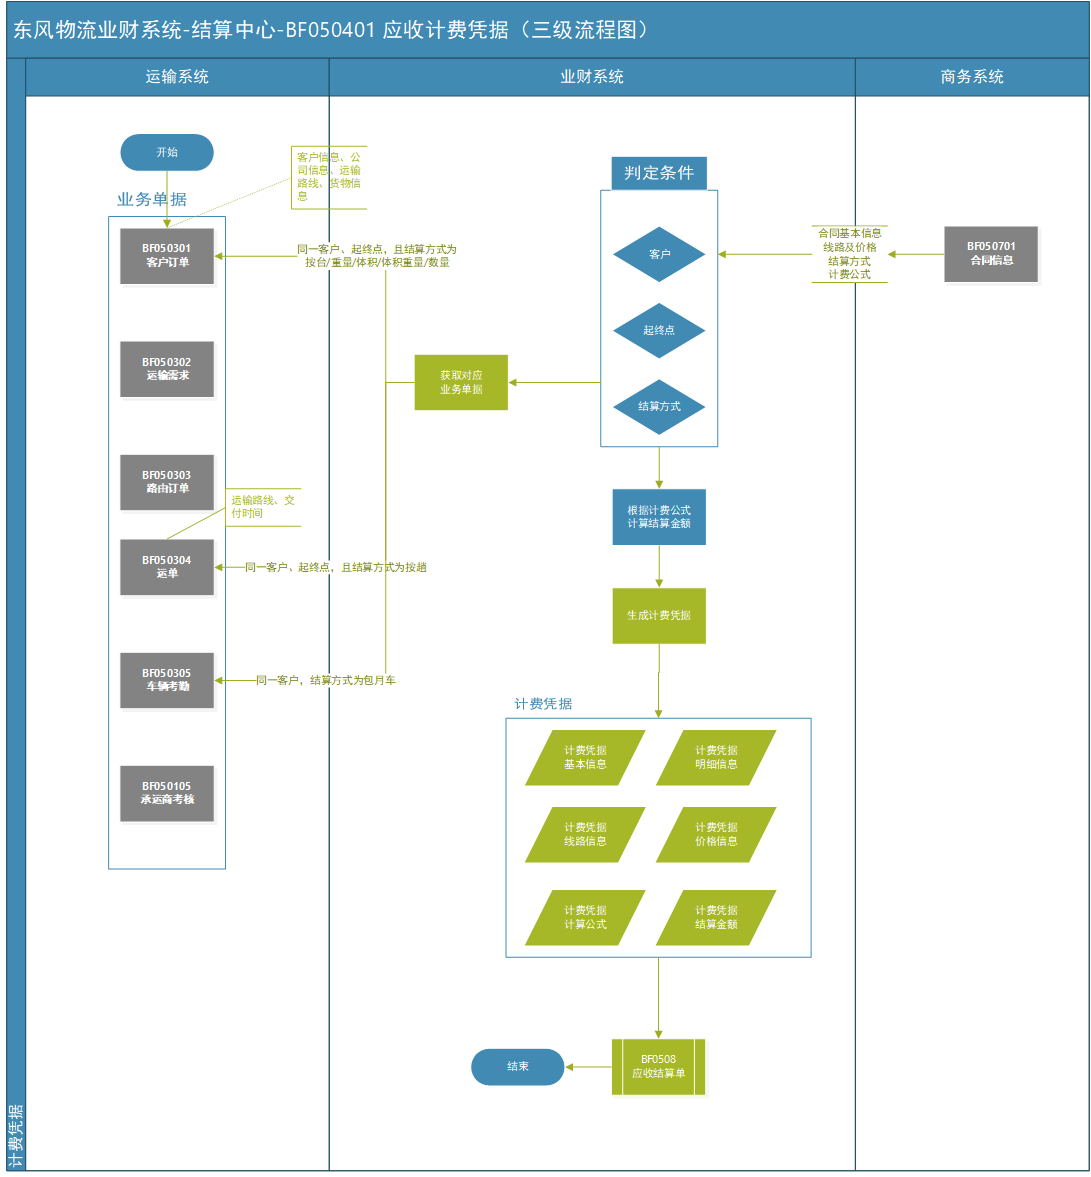 东风物流业财系统-结算中心-BF050401 应收计费凭据（三级流程图）
运输系统
业财系统
商务系统
开始
业务单据
客户信息、公
司信息、运输
路线、货物信
息
BF050301
客户订单
同一客户、起终点，且结算方式为
按台/重量/体积/体积重量/数量
BF050302
运输需求
BF050303
路由订单
运输路线、交
付时间
BF050304
运单
同一客户、起终点，且结算方式为按趟
BF050305
车辆考勤
同一客户，结算方式为包月车
BF050105
承运商考核
判定条件
客户
起终点
结算方式
获取对应
业务单据
合同基本信息
线路及价格
结算方式
计费公式
BF050701
合同信息
根据计费公式
计算结算金额
生成计费凭据
计费凭据
计费凭据
基本信息
计费凭据
明细信息
计费凭据
线路信息
计费凭据
价格信息
计费凭据
计算公式
计费凭据
结算金额
BF0508
应收结算单
结束
计费凭据